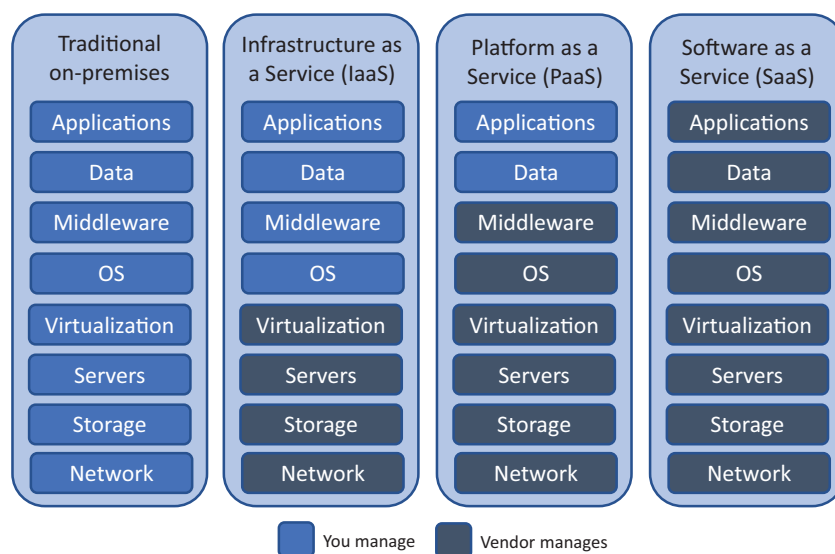 Traditional
on-premises
Applications
Data
Middleware
OS
Virtualization
Servers
Storage
Network
Infrastructure as
a Service (IaaS)
Applications
Data
Middleware
OS
Virtualization
Servers
Storage
Network
Platform as a
Service (PaaS)
Applications
Data
Middleware
OS
Virtualization
Servers
Storage
Network
Software as a
Service (SaaS)
Applications
Data
Middleware
OS
Virtualization
Servers
Storage
Network
You manage
Vendor manages